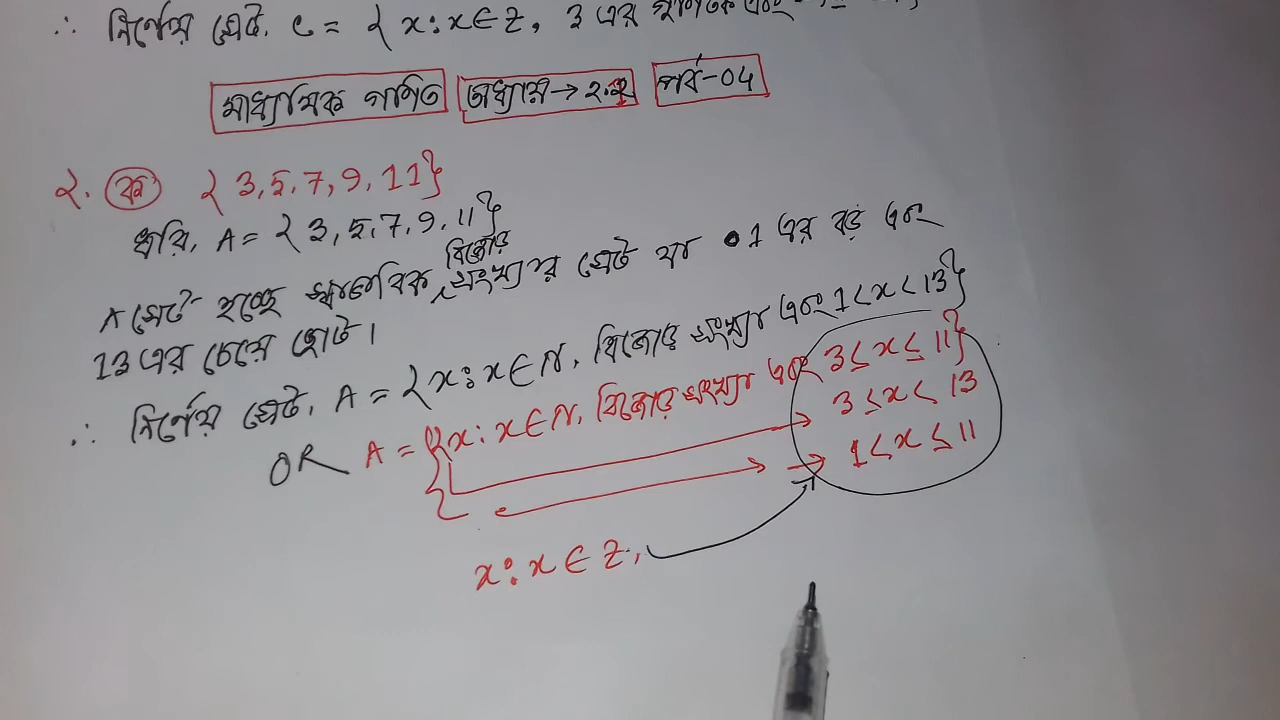 ∴ নির্ণেয় সেট, C = { x : x ∈ Z, 3 এর গুণিতক এবং
মাধ্যমিক গণিত অধ্যায়→ ২.২ পর্ব-04
২. ক {3, 5, 7, 9, 11}
ধরি, A = {3, 5, 7, 9, 11}
A সেট হচ্ছে স্বাভাবিক বিজোড় সংখ্যার সেট যা 1 এর বড় এবং
13 এর চেয়ে ছোট।
∴ নির্ণেয় সেট, A = {x : x ∈ N, বিজোড় সংখ্যা এবং 1 < x < 13}
OR A = {x : x ∈ N, বিজোড় সংখ্যা এবং 3 ≤ x ≤ 11}
3 ≤ x < 13
1 < x ≤ 11
x : x ∈ Z,